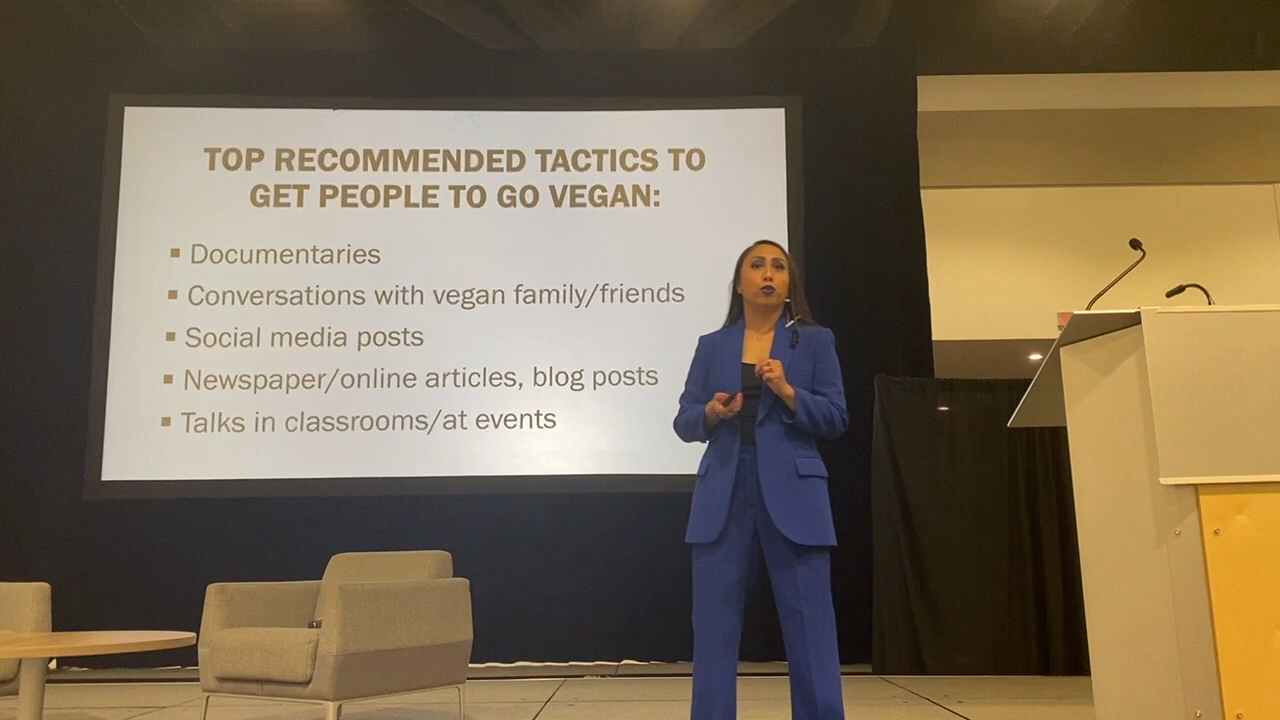 TOP RECOMMENDED TACTICS TO
GET PEOPLE TO GO VEGAN:
▪ Documentaries
▪ Conversations with vegan family/friends
▪ Social media posts
▪ Newspaper/online articles, blog posts
▪ Talks in classrooms/at events